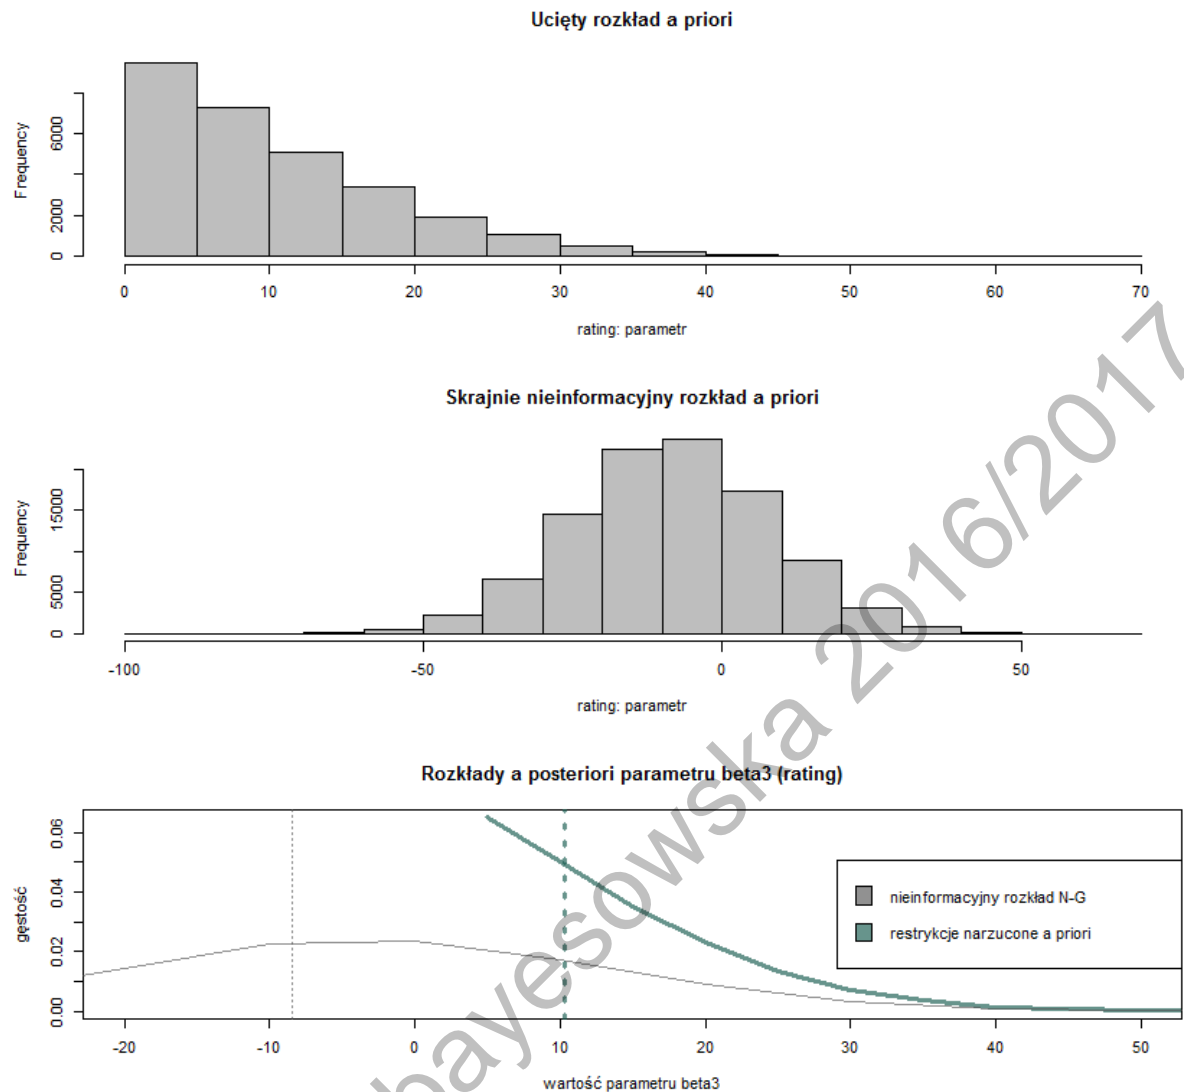 Ucięty rozkład a priori
Frequency
6000
2000
0
0 10 20 30 40 50 60 70
rating: parametr
Skrajnie nieinformacyjny rozkład a priori
Frequency
15000
5000
0
-100 -50 0 50
rating: parametr
Rozkłady a posteriori parametru beta3 (rating)
gęstość
0.06
0.04
0.02
0.00
nieinformacyjny rozkład N-G
restrykcje narzucone a priori
-20 -10 0 10 20 30 40 50
wartość parametru beta3
bayesowska 2016/2017